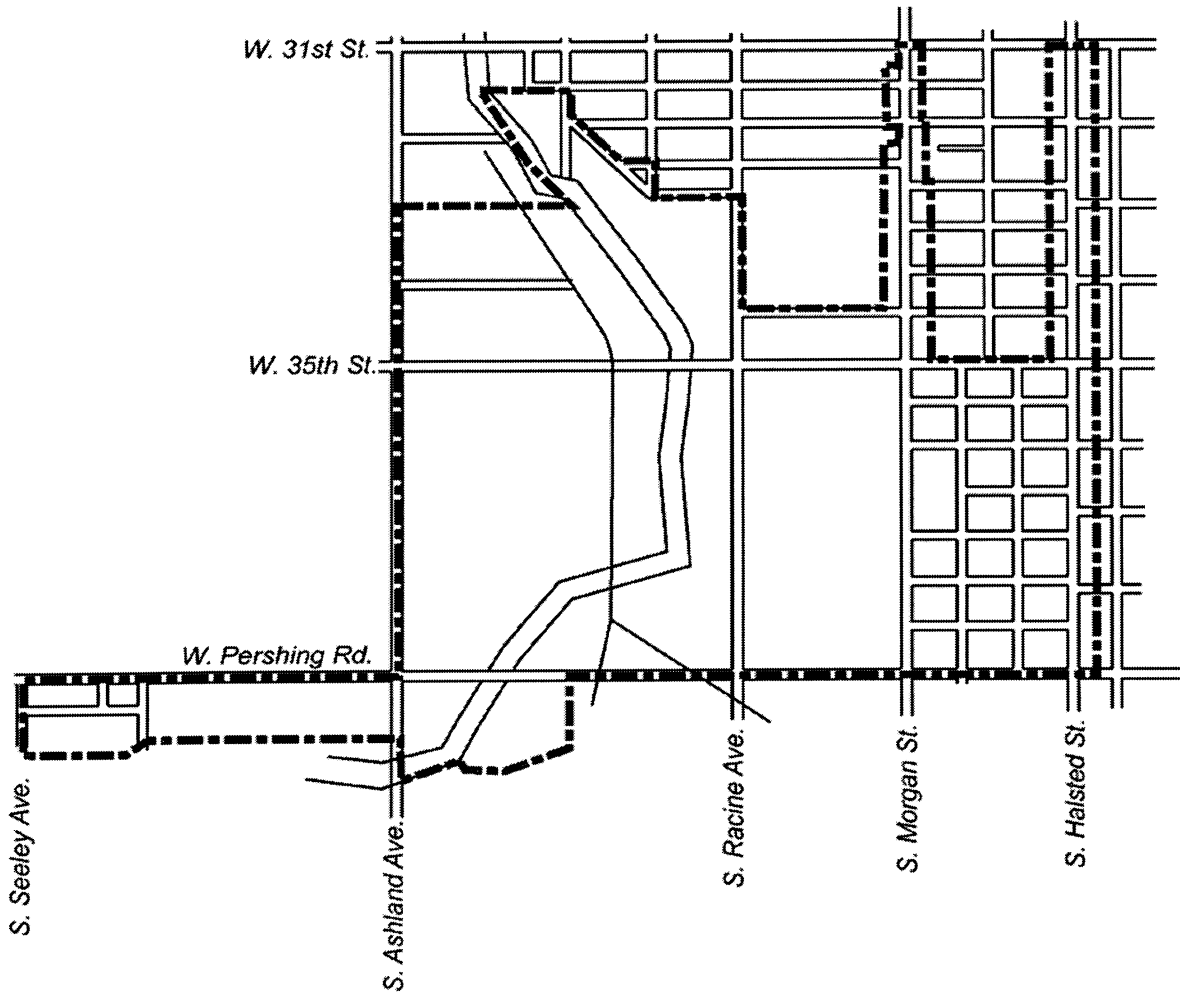 W. 31st St.
W. 35th St.
W. Pershing Rd.
S. Seeley Ave.
S. Ashland Ave.
S. Racine Ave.
S. Morgan St.
S. Halsted St.